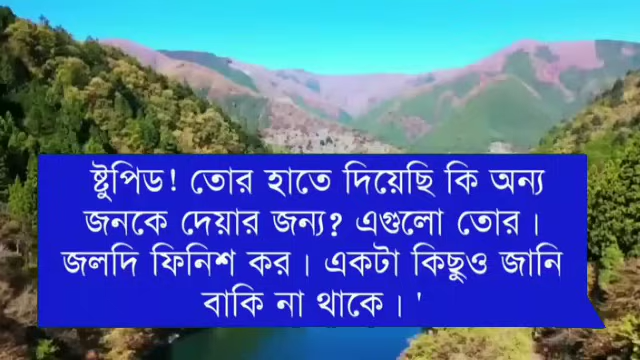 ষ্টুপিড! তোর হাতে দিয়েছি কি অন্য
জনকে দেয়ার জন্য? এগুলো তোর।
জলদি ফিনিশ কর। একটা কিছুও জানি
বাকি না থাকে। '